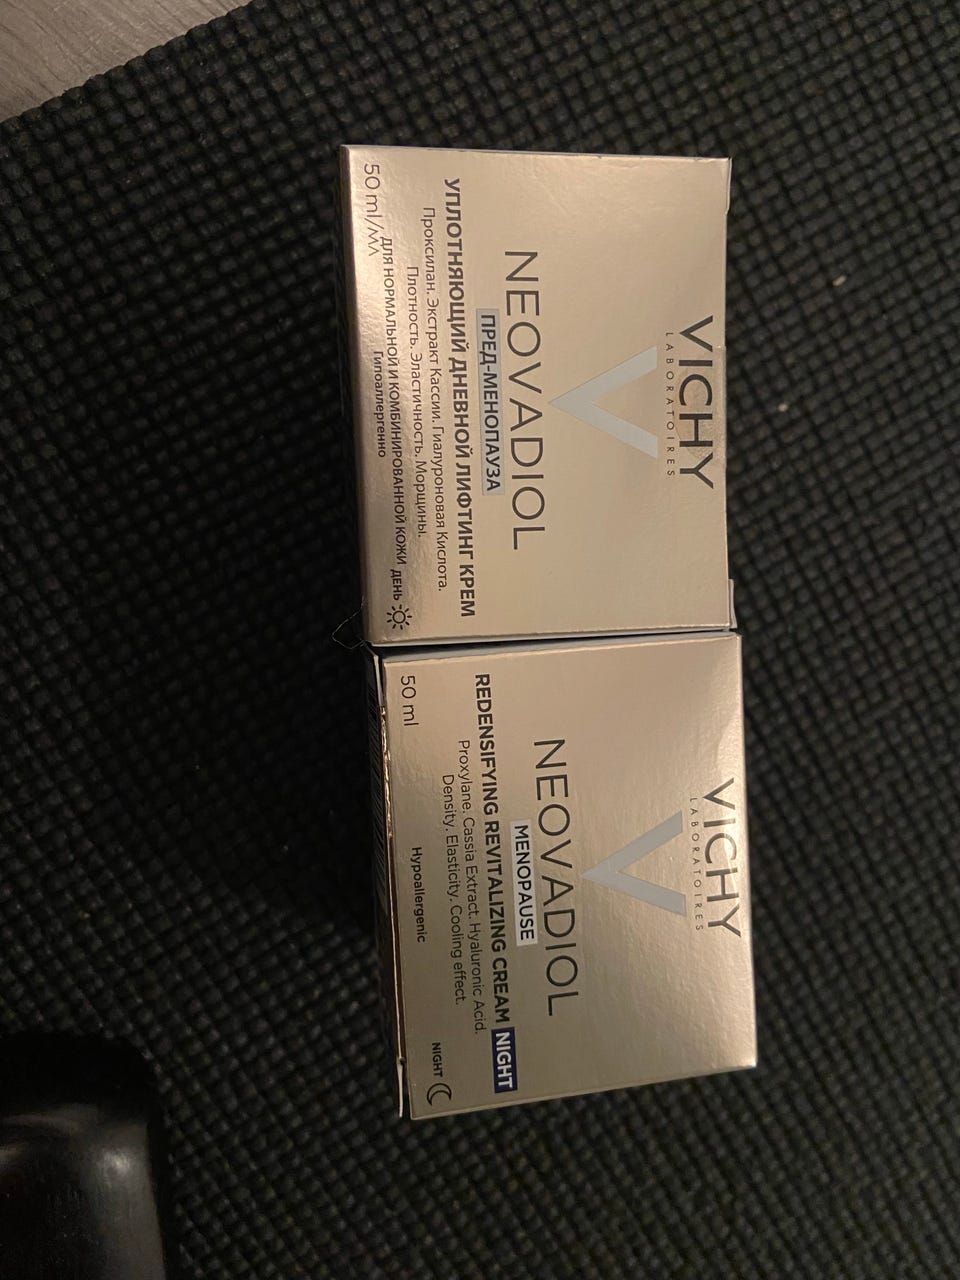 VICHY
LABORATOIRES
NEOVADIOL
ПРЕД-МЕНОПАУЗА
УПЛОТНЯЮЩИЙ ДНЕВНОЙ ЛИФТИНГ КРЕМ
Проксилан. Экстракт Кассии. Гиалуроновая Кислота.
Плотность. Эластичность. Морщины.
ДЛЯ НОРМАЛЬНОЙ И КОМБИНИРОВАННОЙ КОЖИ
Гипоаллергенно
50 ml/мл
ДЕНЬ
VICHY
LABORATOIRES
NEOVADIOL
MENOPAUSE
REDENSIFYING REVITALIZING CREAM NIGHT
Proxylane. Cassia Extract. Hyaluronic Acid.
Density. Elasticity. Cooling effect.
Hypoallergenic
50 ml
NIGHT